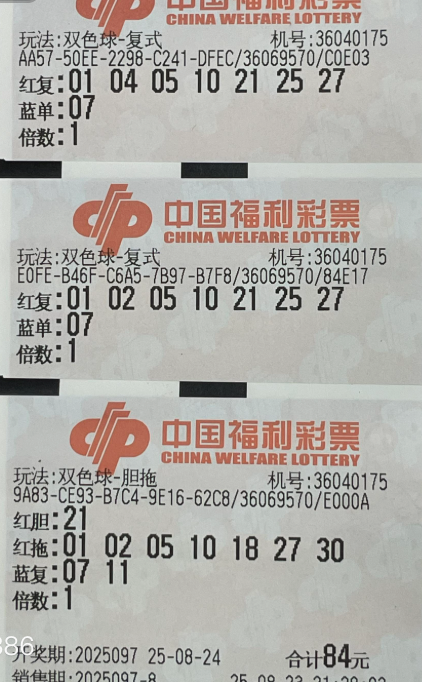 中国福利彩票
CHINA WELFARE LOTTERY
玩法:双色球-复式 机号:36040175
AA57-50EE-2298-C241-DFEC/36069570/C0E03
红复:01 04 05 10 21 25 27
蓝单:07
倍数:1
中国福利彩票
CHINA WELFARE LOTTERY
玩法:双色球-复式 机号:36040175
E0FE-B46F-C6A5-7B97-B7F8/36069570/84E17
红复:01 02 05 10 21 25 27
蓝单:07
倍数:1
中国福利彩票
CHINA WELFARE LOTTERY
玩法:双色球-胆拖 机号:36040175
9A83-CE93-B7C4-9E16-62C8/36069570/E000A
红胆:21
红拖:01 02 05 10 18 27 30
蓝复:07 11
倍数:1
386
开奖期:2025097 25-08-24 合计84元
销售期:2025097-8